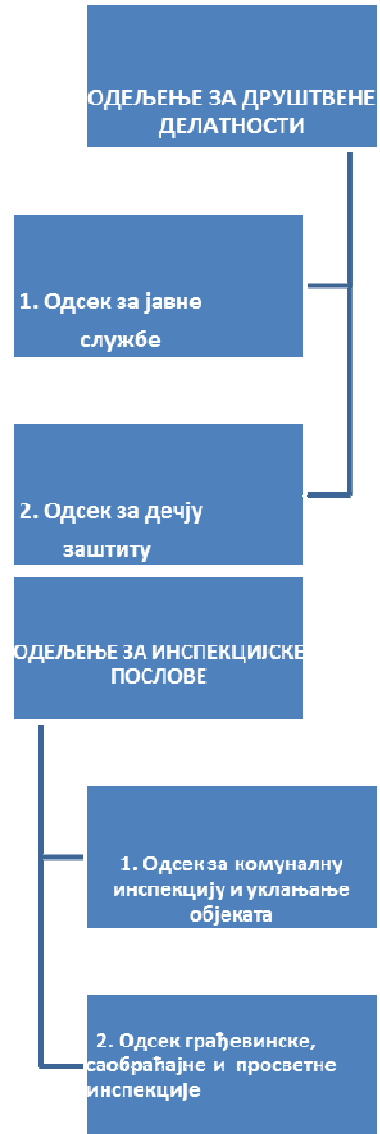 ОДЕЉЕЊЕ ЗА ДРУШТВЕНЕ
ДЕЛАТНОСТИ
1. Одсек за јавне
службе
2. Одсек за дечју
заштиту
ОДЕЉЕЊЕ ЗА ИНСПЕКЦИЈСКЕ
ПОСЛОВЕ
1. Одсек за комуналну
инспекцију и уклањање
објеката
2. Одсек грађевинске,
саобраћајне и просветне
инспекције